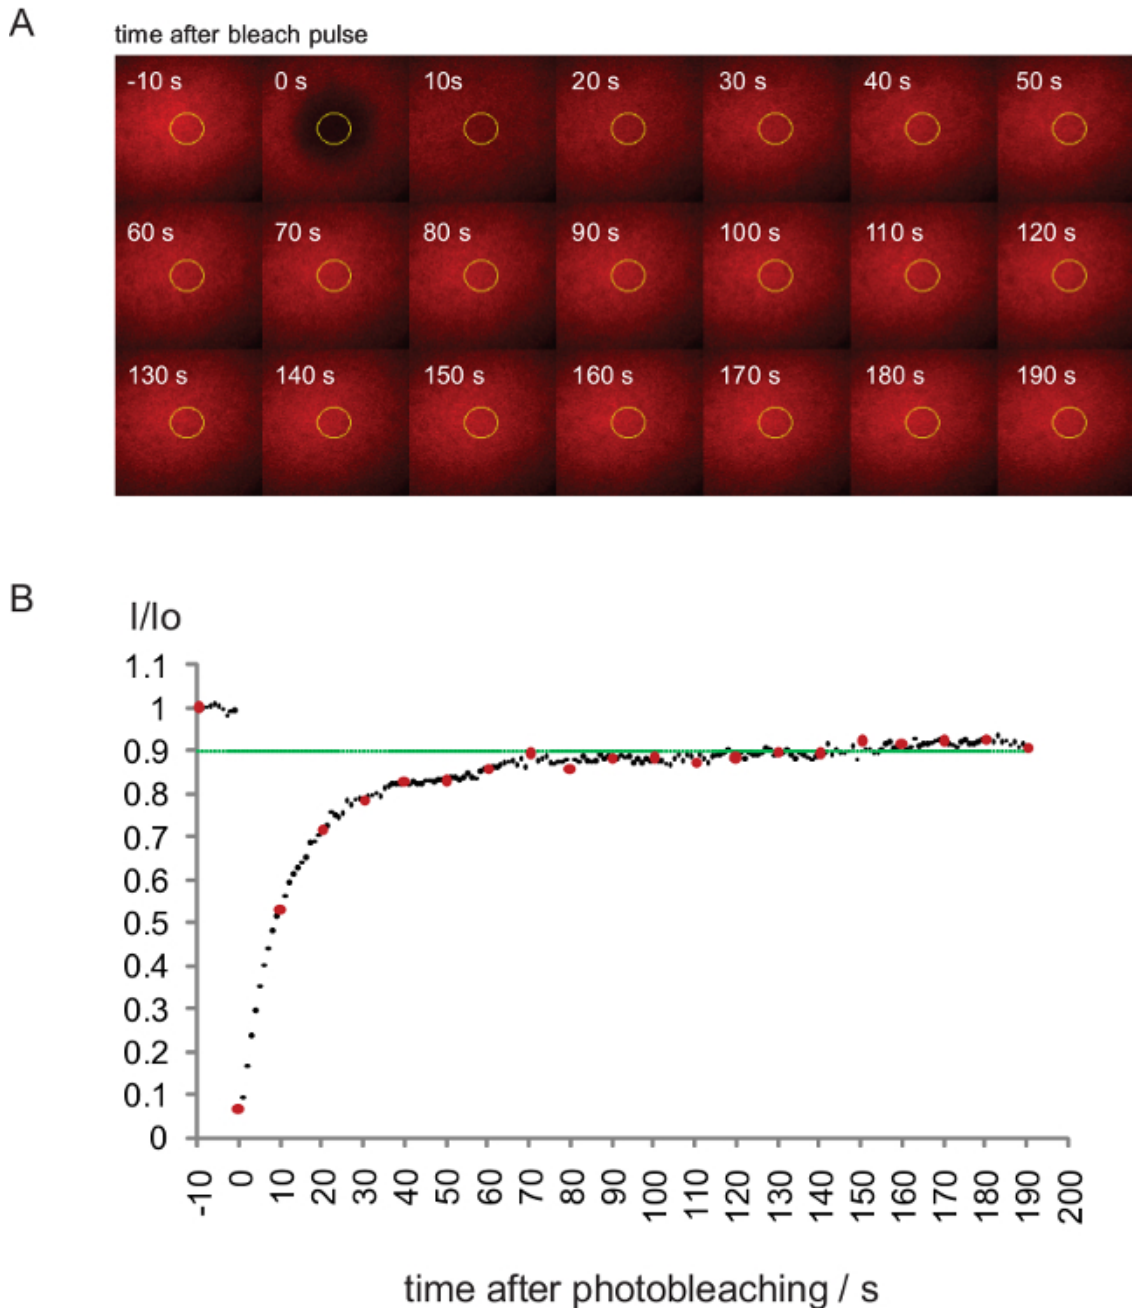 A
time after bleach pulse
-10 s 0 s 10s 20 s 30 s 40 s 50 s
60 s 70 s 80 s 90 s 100 s 110 s 120 s
130 s 140 s 150 s 160 s 170 s 180 s 190 s
B
I/Io
1.1
1
0.9
0.8
0.7
0.6
0.5
0.4
0.3
0.2
0.1
0
-10 0 10 20 30 40 50 60 70 80 90 100 110 120 130 140 150 160 170 180 190 200
time after photobleaching / s